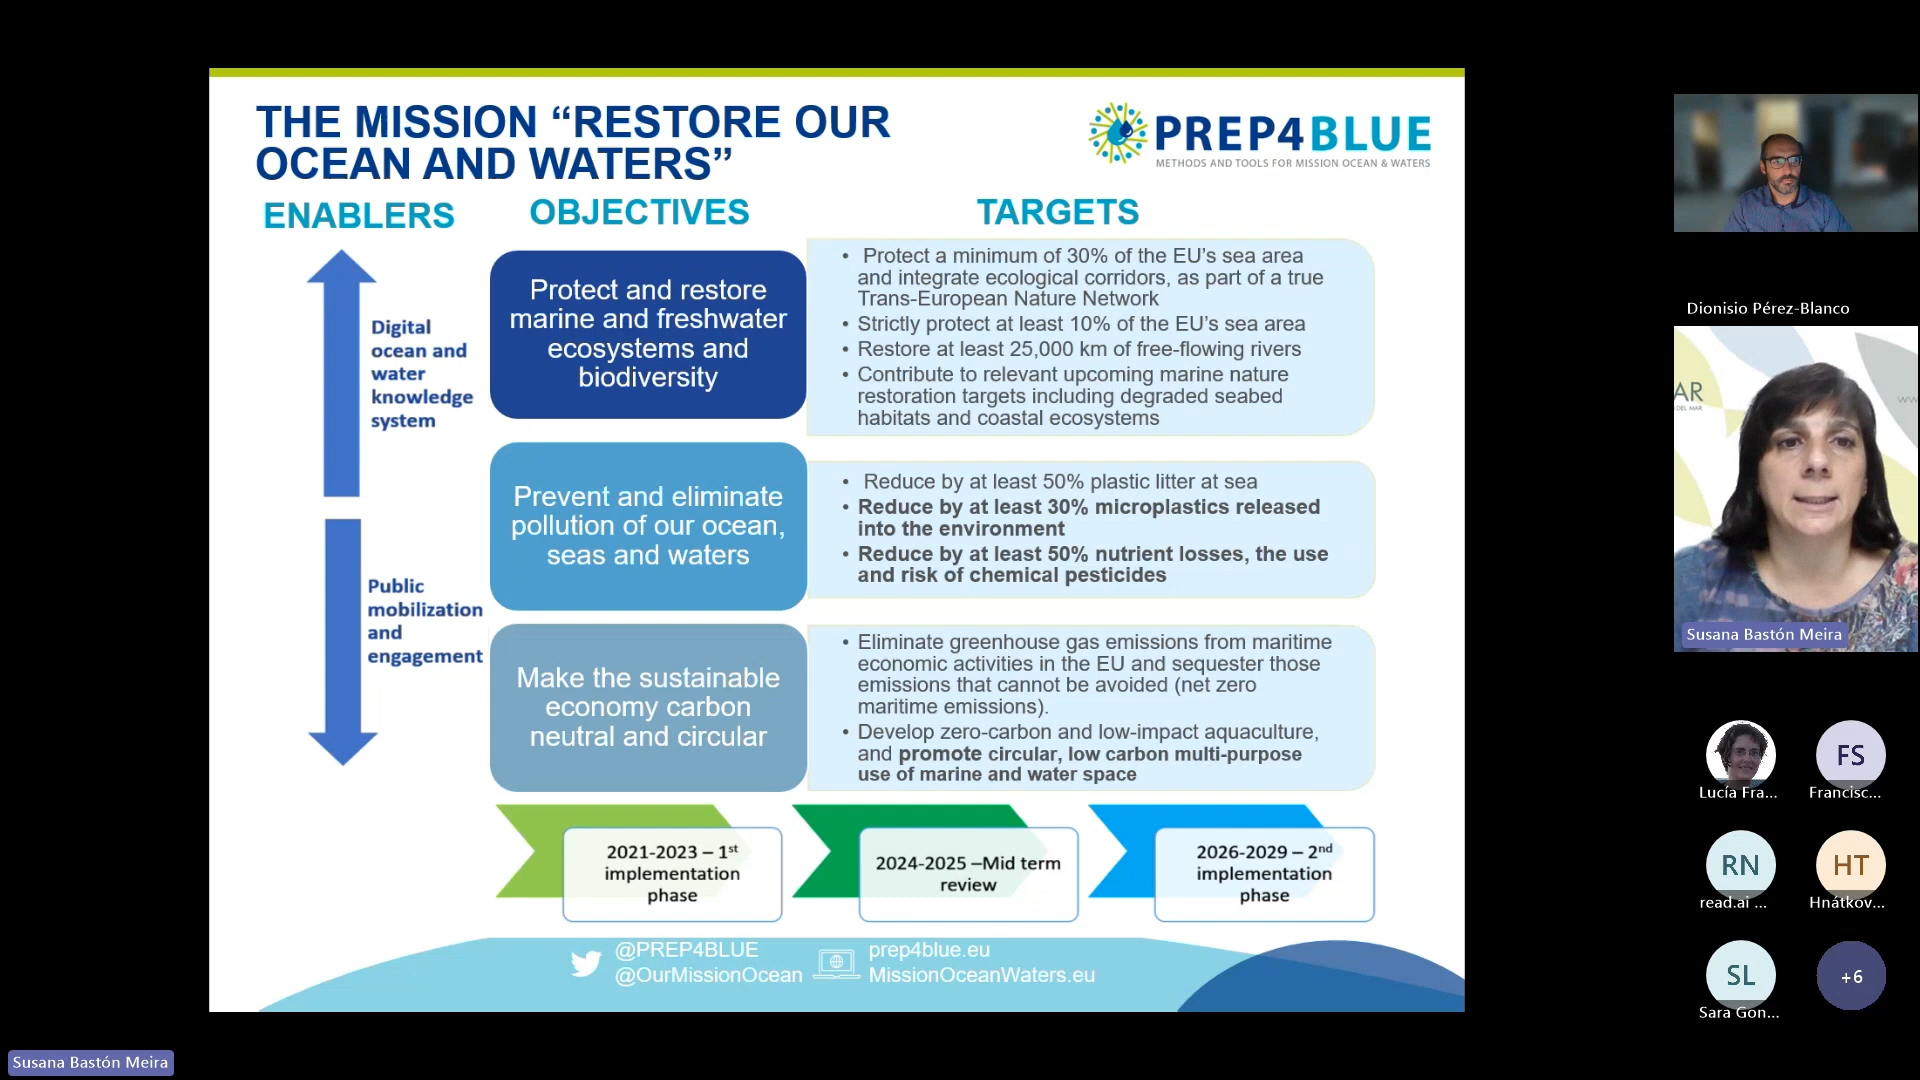 THE MISSION “RESTORE OUR
OCEAN AND WATERS”
PREP4BLUE
METHODS AND TOOLS FOR MISSION OCEAN & WATERS
ENABLERS
OBJECTIVES
TARGETS
Digital
ocean and
water
knowledge
system
Public
mobilization
and
engagement
Protect and restore
marine and freshwater
ecosystems and
biodiversity
• Protect a minimum of 30% of the EU’s sea area
and integrate ecological corridors, as part of a true
Trans-European Nature Network
• Strictly protect at least 10% of the EU’s sea area
• Restore at least 25,000 km of free-flowing rivers
• Contribute to relevant upcoming marine nature
restoration targets including degraded seabed
habitats and coastal ecosystems
Prevent and eliminate
pollution of our ocean,
seas and waters
• Reduce by at least 50% plastic litter at sea
• Reduce by at least 30% microplastics released
into the environment
• Reduce by at least 50% nutrient losses, the use
and risk of chemical pesticides
Make the sustainable
economy carbon
neutral and circular
• Eliminate greenhouse gas emissions from maritime
economic activities in the EU and sequester those
emissions that cannot be avoided (net zero
maritime emissions).
• Develop zero-carbon and low-impact aquaculture,
and promote circular, low carbon multi-purpose
use of marine and water space
2021-2023 – 1st
implementation
phase
2024-2025 –Mid term
review
2026-2029 – 2nd
implementation
phase
@PREP4BLUE
@OurMissionOcean
prep4blue.eu
MissionOceanWaters.eu
Dionisio Pérez-Blanco
AR
DEL MAR
ww
Susana Bastón Meira
Lucía Fra...
FS
Francisc...
RN
read.ai ...
HT
Hnátkov...
SL
Sara Gon...
+6
Susana Bastón Meira